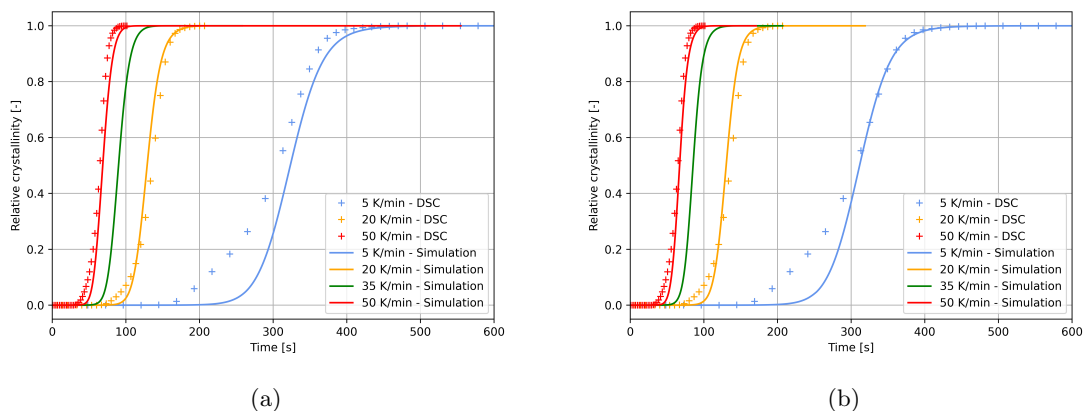 1.0
0.8
0.6
0.4
0.2
0.0
Relative crystallinity [-]
0 100 200 300 400 500 600
Time [s]
5 K/min - DSC
20 K/min - DSC
50 K/min - DSC
5 K/min - Simulation
20 K/min - Simulation
35 K/min - Simulation
50 K/min - Simulation
(a)
1.0
0.8
0.6
0.4
0.2
0.0
Relative crystallinity [-]
0 100 200 300 400 500 600
Time [s]
5 K/min - DSC
20 K/min - DSC
50 K/min - DSC
5 K/min - Simulation
20 K/min - Simulation
35 K/min - Simulation
50 K/min - Simulation
(b)